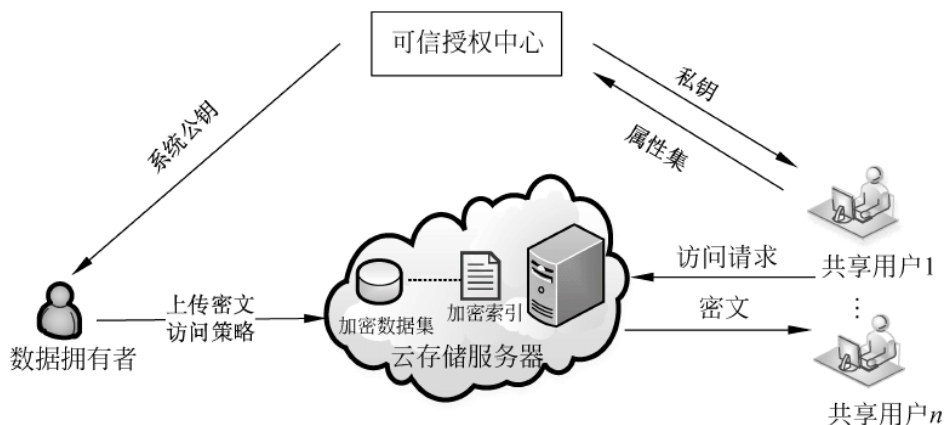 可信授权中心
系统公钥
私钥
属性集
访问请求
共享用户1
⋮
上传密文
访问策略
加密数据集
加密索引
密文
数据拥有者
云存储服务器
共享用户n